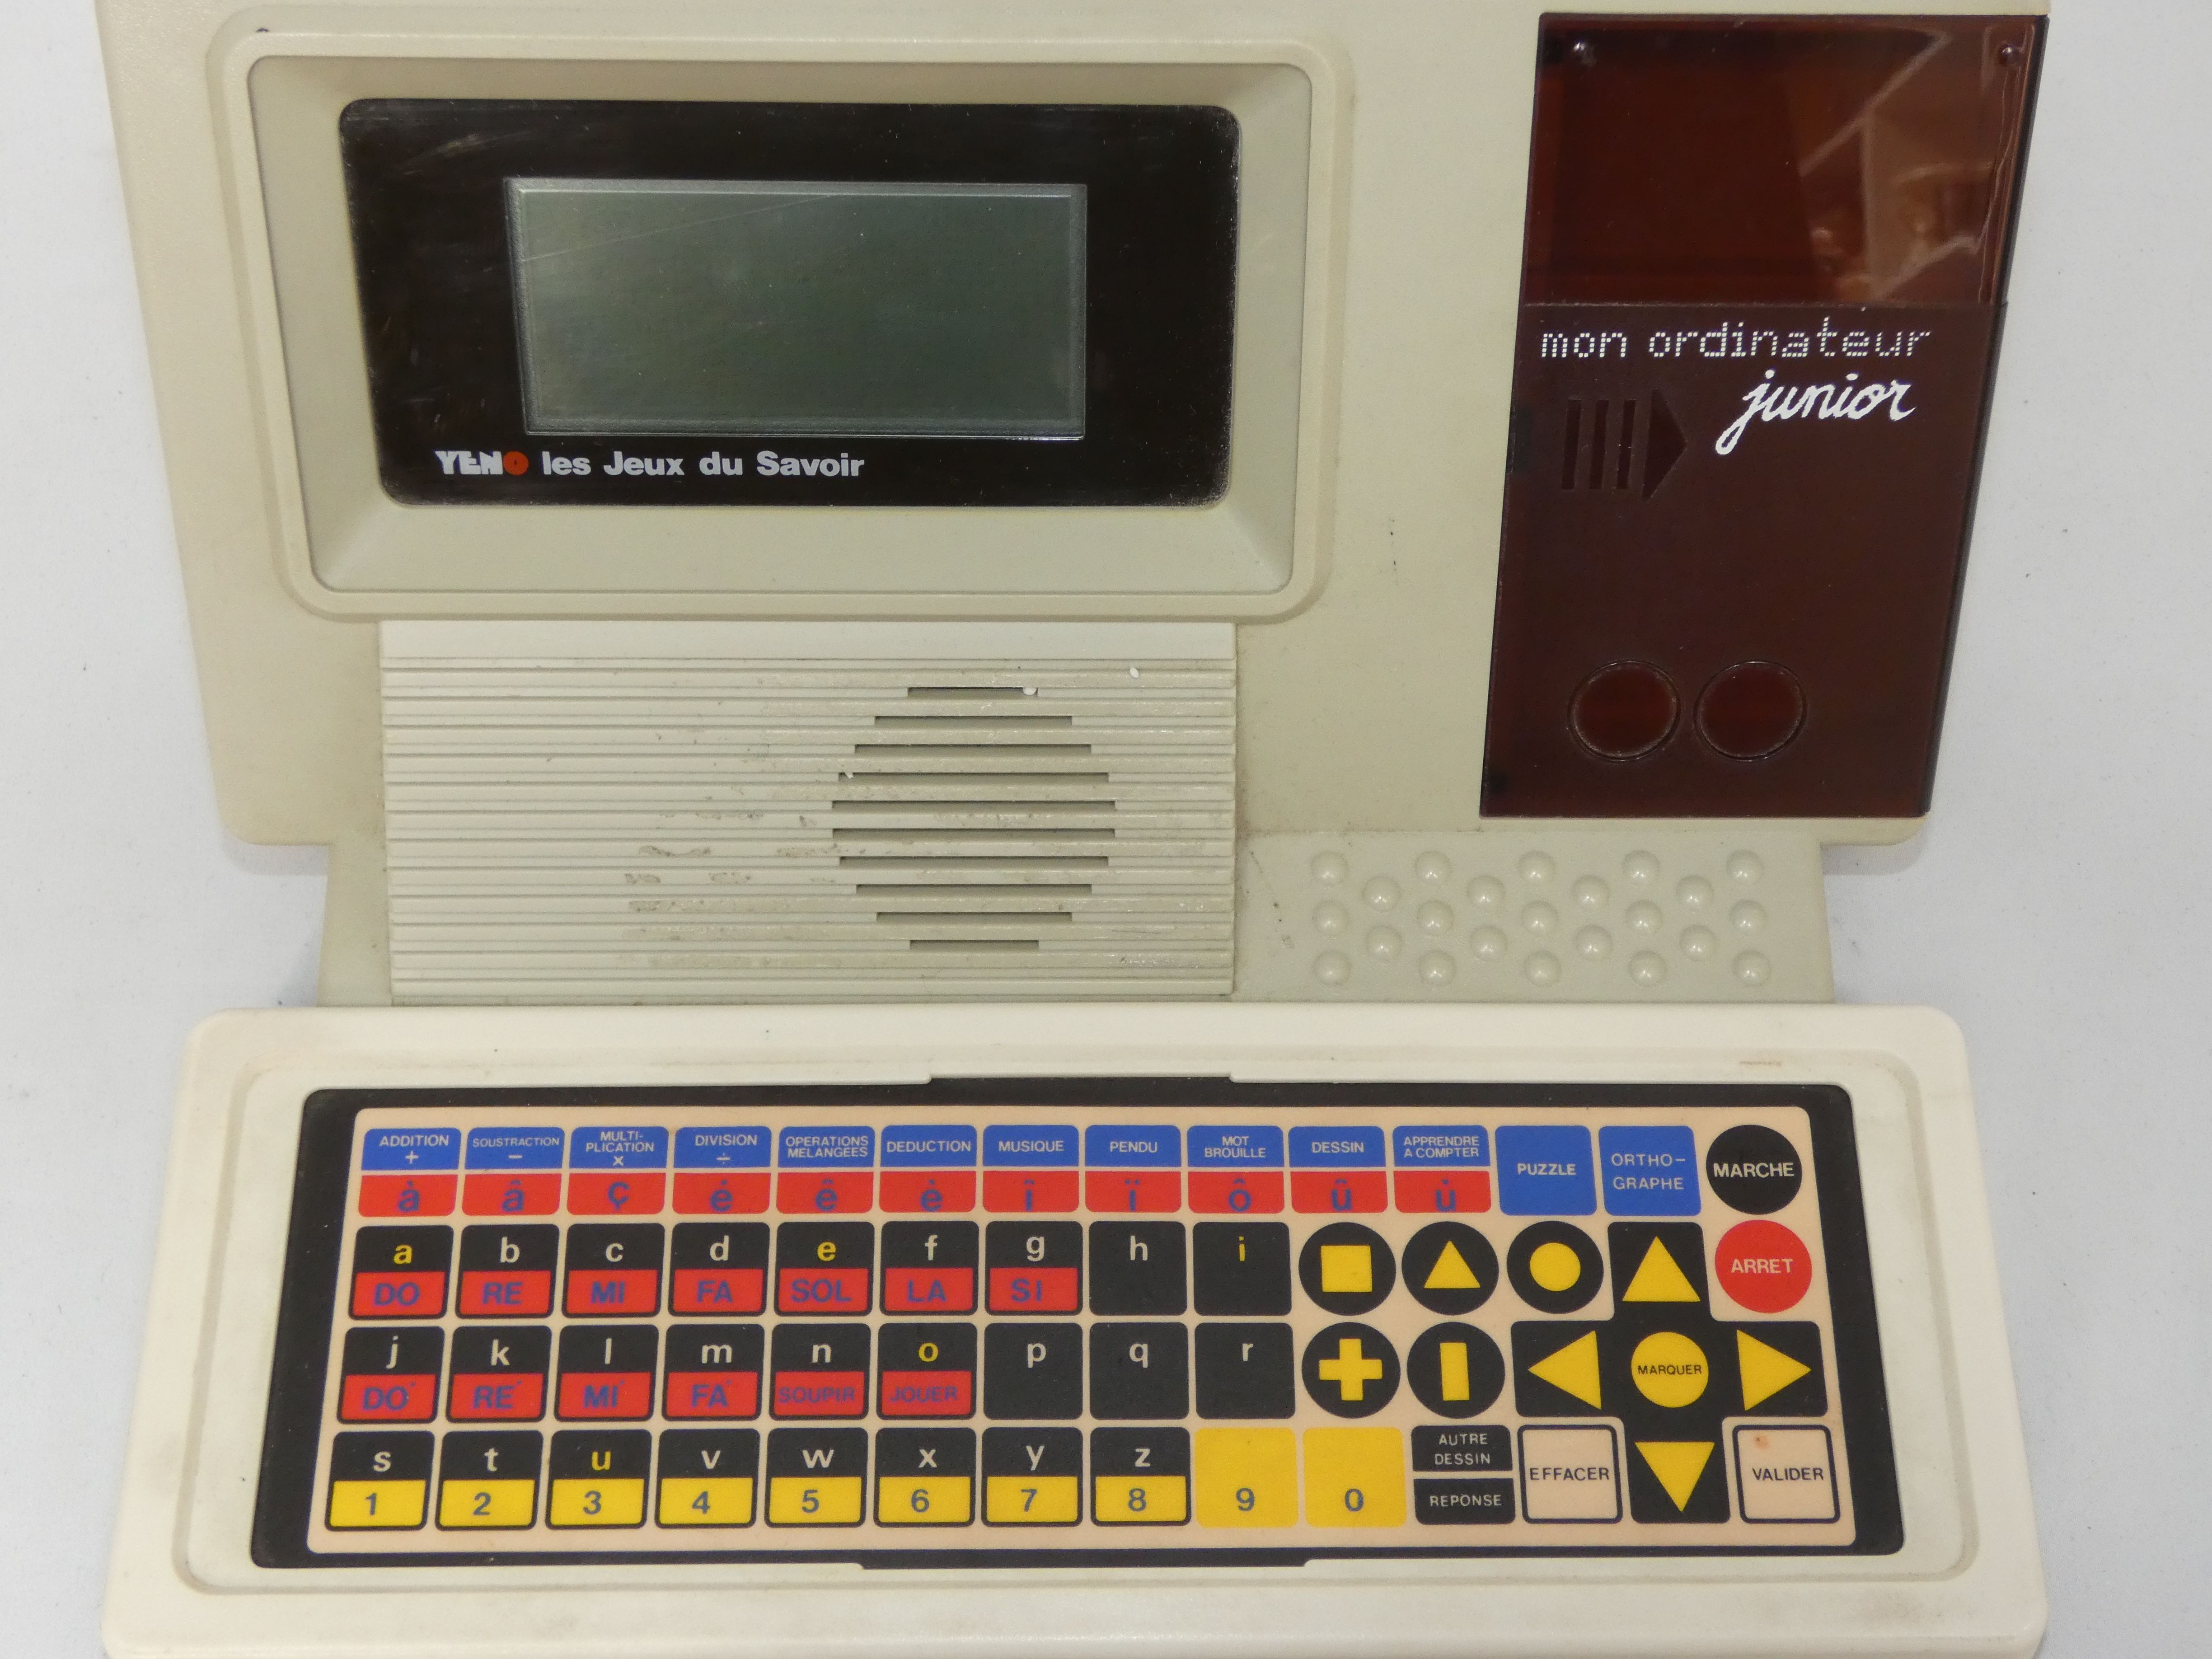 mon ordinateur
junior
YENO les Jeux du Savoir
ADDITION + SOUSTRACTION − MULTI-PLICATION × DIVISION ÷ OPERATIONS MELANGEES DEDUCTION MUSIQUE PENDU MOT BROUILLE DESSIN APPRENDRE A COMPTER PUZZLE ORTHO-GRAPHE MARCHE
à â ç é ê è î ï ô û ù
a b c d e f g h i ARRET
DO RE MI FA SOL LA SI
j k l m n o p q r MARQUER
DO´ RE´ MI´ FA´ SOUPIR JOUER
s t u v w x y z AUTRE DESSIN EFFACER VALIDER
1 2 3 4 5 6 7 8 9 0 REPONSE